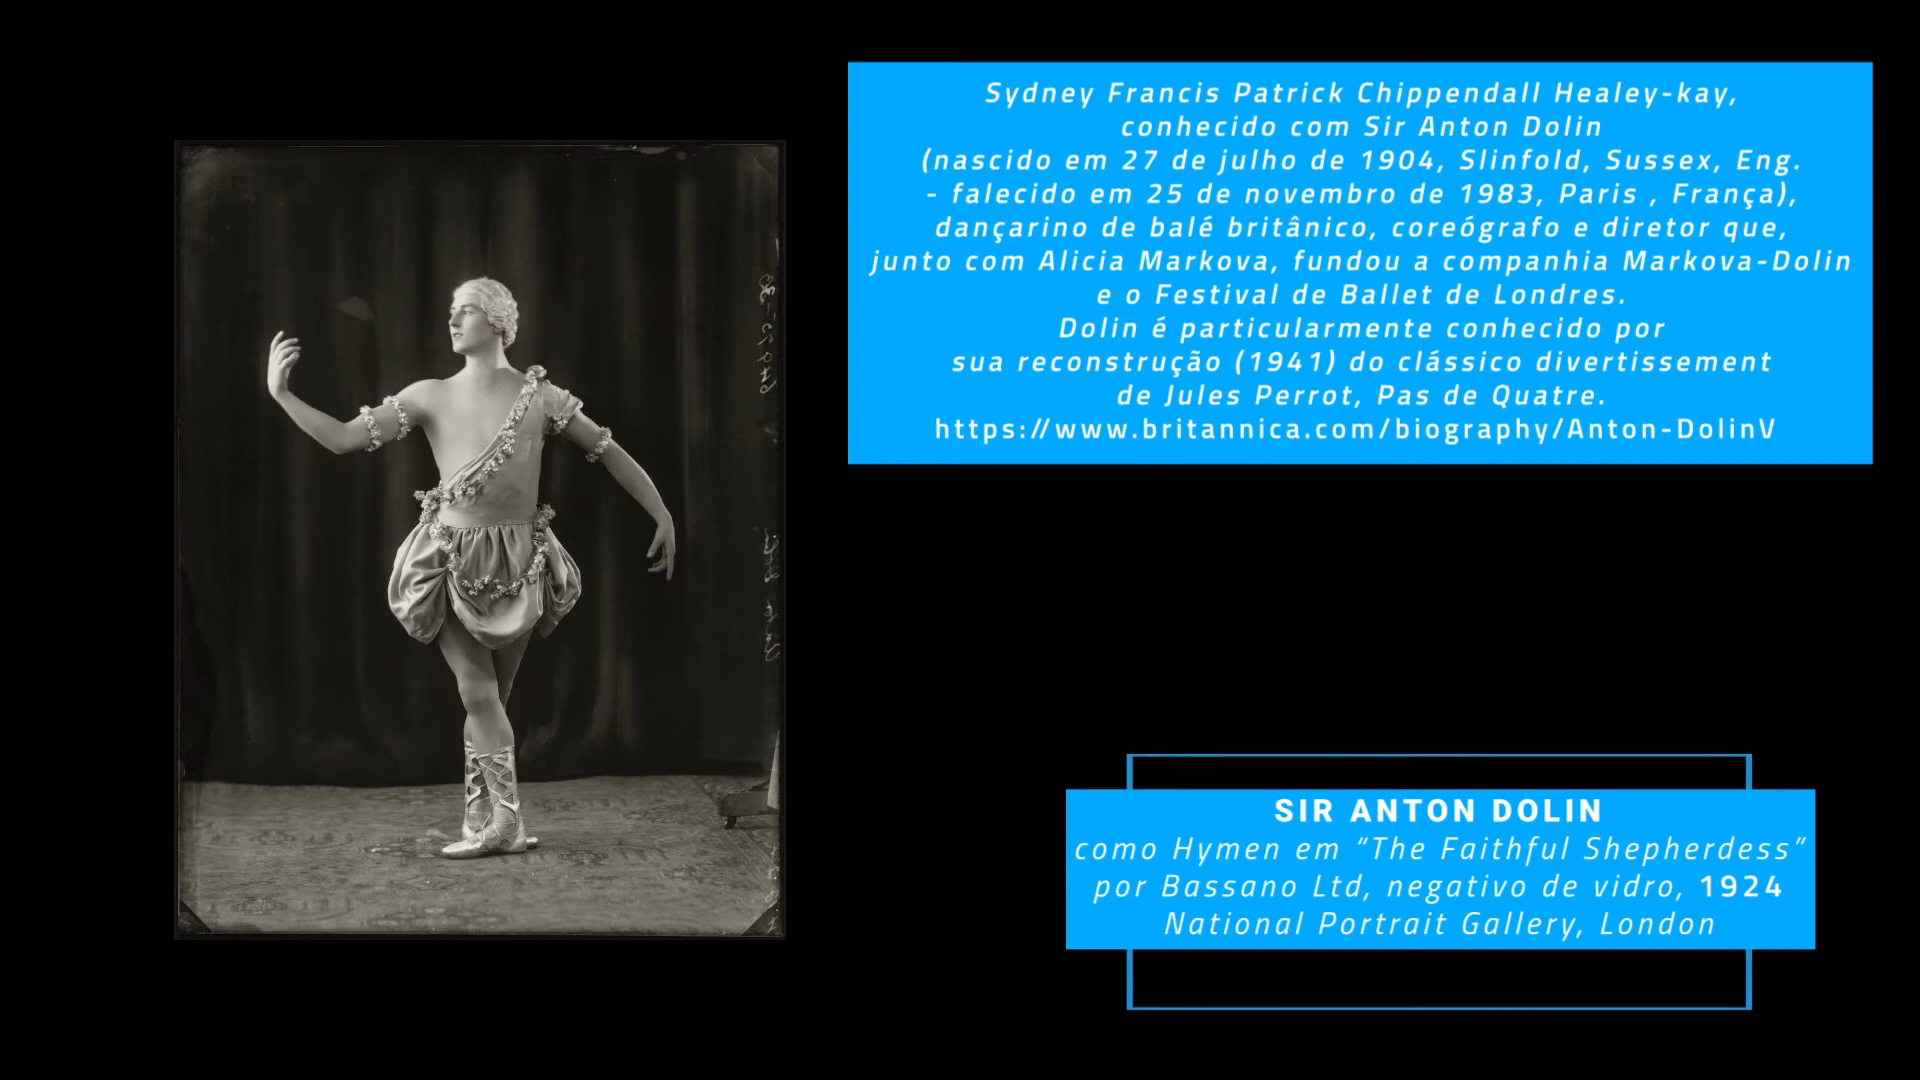 Sydney Francis Patrick Chippendall Healey-kay,
conhecido com Sir Anton Dolin
(nascido em 27 de julho de 1904, Slinfold, Sussex, Eng.
- falecido em 25 de novembro de 1983, Paris , França),
dançarino de balé britânico, coreógrafo e diretor que,
junto com Alicia Markova, fundou a companhia Markova-Dolin
e o Festival de Ballet de Londres.
Dolin é particularmente conhecido por
sua reconstrução (1941) do clássico divertissement
de Jules Perrot, Pas de Quatre.
https://www.britannica.com/biography/Anton-DolinV
SIR ANTON DOLIN
como Hymen em “The Faithful Shepherdess”
por Bassano Ltd, negativo de vidro, 1924
National Portrait Gallery, London